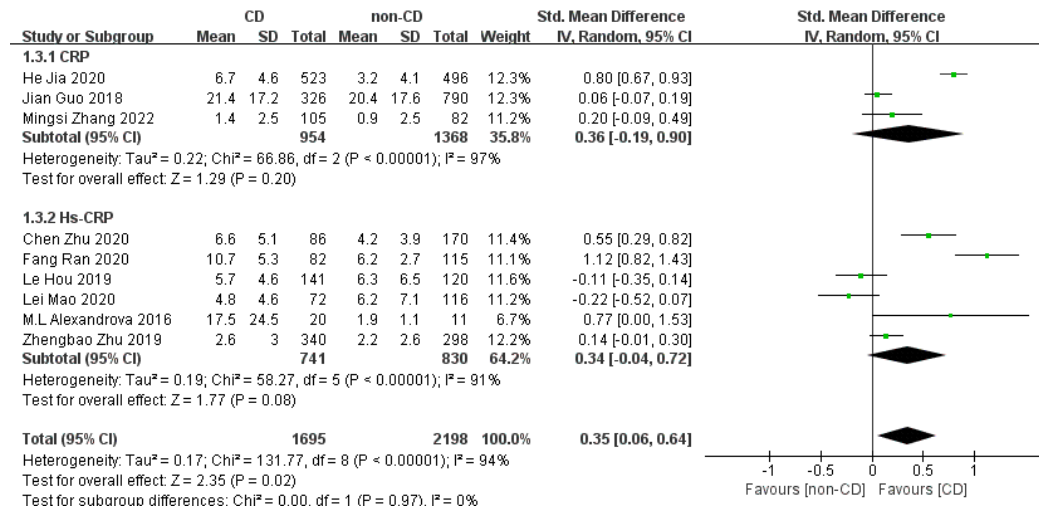 CD non-CD Std. Mean Difference Std. Mean Difference
Study or Subgroup Mean SD Total Mean SD Total Weight IV, Random, 95% CI IV, Random, 95% CI
1.3.1 CRP
He Jia 2020 6.7 4.6 523 3.2 4.1 496 12.3% 0.80 [0.67, 0.93]
Jian Guo 2018 21.4 17.2 326 20.4 17.6 790 12.3% 0.06 [-0.07, 0.19]
Mingsi Zhang 2022 1.4 2.5 105 0.9 2.5 82 11.2% 0.20 [-0.09, 0.49]
Subtotal (95% CI) 954 1368 35.8% 0.36 [-0.19, 0.90]
Heterogeneity: Tau² = 0.22; Chi² = 66.86, df = 2 (P < 0.00001); I² = 97%
Test for overall effect: Z = 1.29 (P = 0.20)
1.3.2 Hs-CRP
Chen Zhu 2020 6.6 5.1 86 4.2 3.9 170 11.4% 0.55 [0.29, 0.82]
Fang Ran 2020 10.7 5.3 82 6.2 2.7 115 11.1% 1.12 [0.82, 1.43]
Le Hou 2019 5.7 4.6 141 6.3 6.5 120 11.6% -0.11 [-0.35, 0.14]
Lei Mao 2020 4.8 4.6 72 6.2 7.1 116 11.2% -0.22 [-0.52, 0.07]
M.L Alexandrova 2016 17.5 24.5 20 1.9 1.1 11 6.7% 0.77 [0.00, 1.53]
Zhengbao Zhu 2019 2.6 3 340 2.2 2.6 298 12.2% 0.14 [-0.01, 0.30]
Subtotal (95% CI) 741 830 64.2% 0.34 [-0.04, 0.72]
Heterogeneity: Tau² = 0.19; Chi² = 58.27, df = 5 (P < 0.00001); I² = 91%
Test for overall effect: Z = 1.77 (P = 0.08)
Total (95% CI) 1695 2198 100.0% 0.35 [0.06, 0.64]
Heterogeneity: Tau² = 0.17; Chi² = 131.77, df = 8 (P < 0.00001); I² = 94%
Test for overall effect: Z = 2.35 (P = 0.02)
Test for subgroup differences: Chi² = 0.00, df = 1 (P = 0.97), I² = 0%
-1 -0.5 0 0.5 1
Favours [non-CD] Favours [CD]